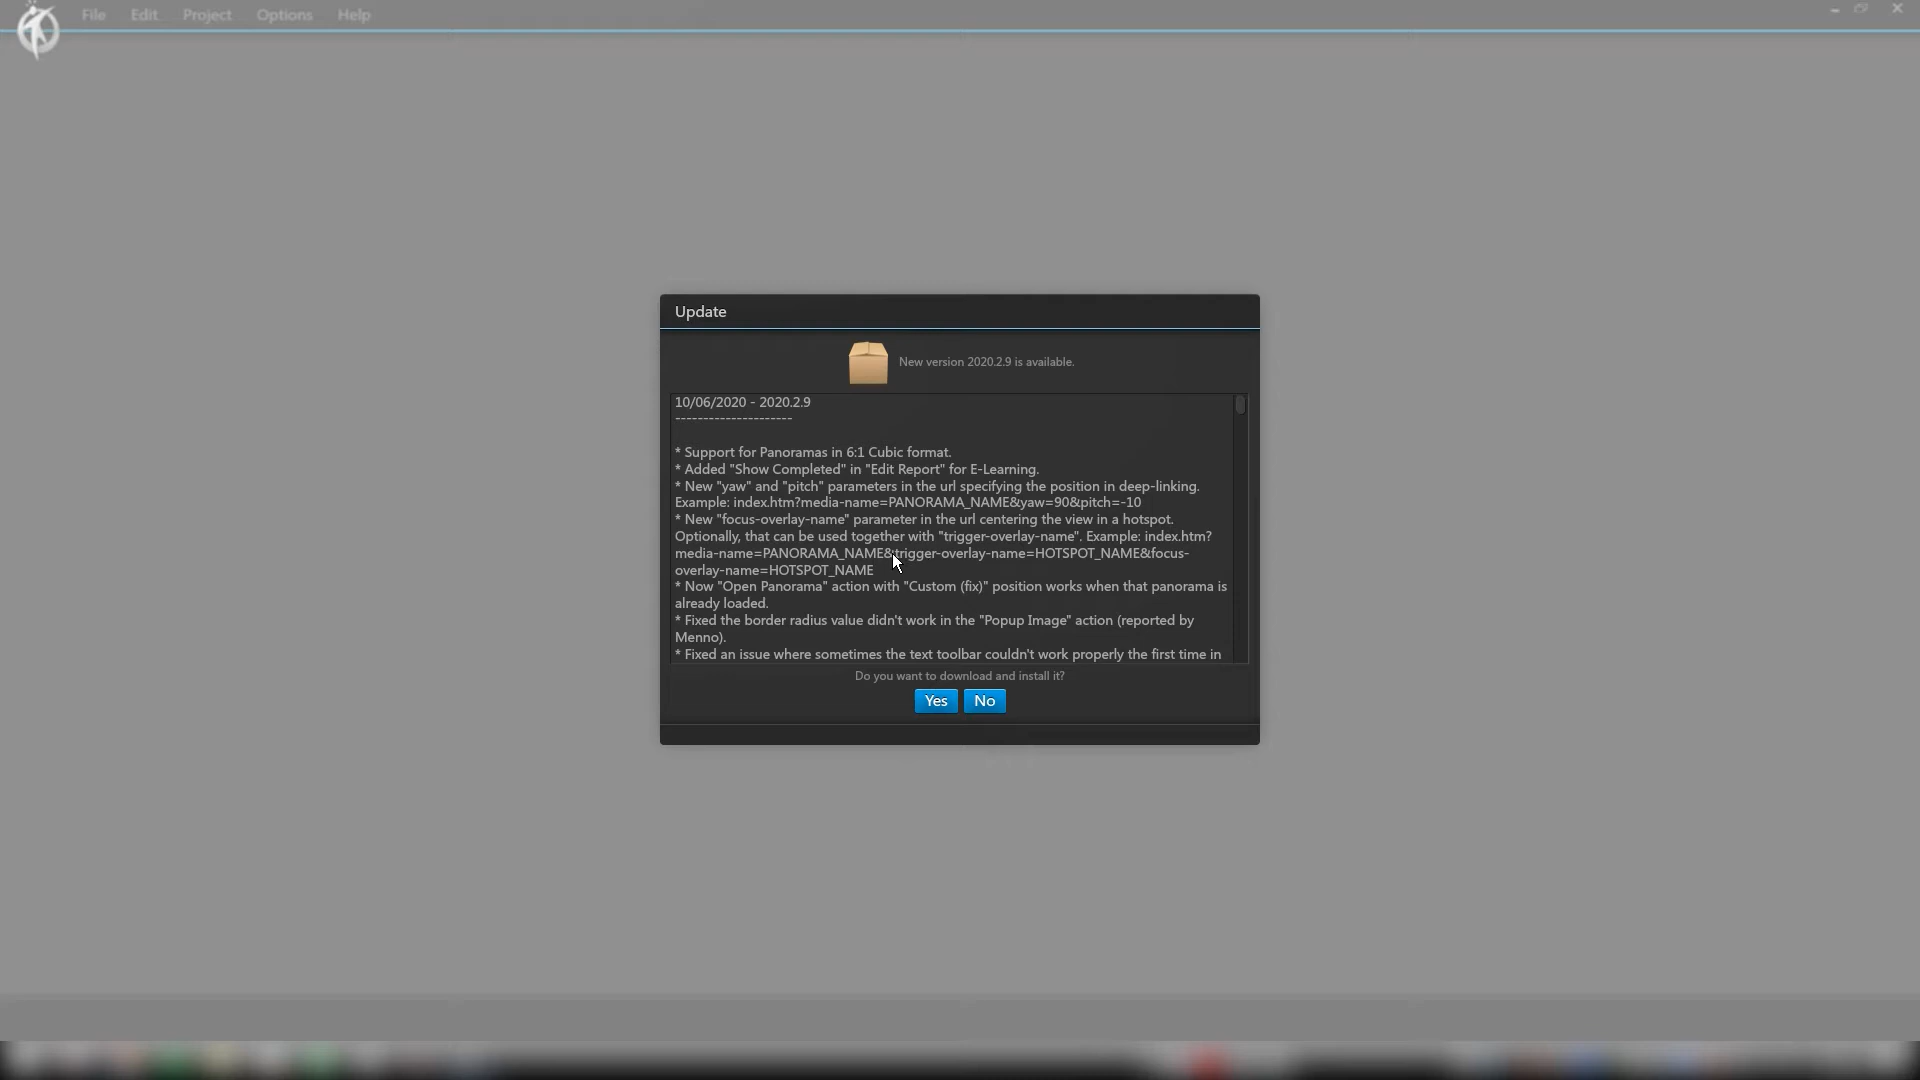 File Edit Project Options Help
Update
New version 2020.2.9 is available.
10/06/2020 - 2020.2.9
---------------------
* Support for Panoramas in 6:1 Cubic format.
* Added "Show Completed" in "Edit Report" for E-Learning.
* New "yaw" and "pitch" parameters in the url specifying the position in deep-linking.
Example: index.htm?media-name=PANORAMA_NAME&yaw=90&pitch=-10
* New "focus-overlay-name" parameter in the url centering the view in a hotspot.
Optionally, that can be used together with "trigger-overlay-name". Example: index.htm?
media-name=PANORAMA_NAME&trigger-overlay-name=HOTSPOT_NAME&focus-
overlay-name=HOTSPOT_NAME
* Now "Open Panorama" action with "Custom (fix)" position works when that panorama is
already loaded.
* Fixed the border radius value didn't work in the "Popup Image" action (reported by
Menno).
* Fixed an issue where sometimes the text toolbar couldn't work properly the first time in
Do you want to download and install it?
Yes No